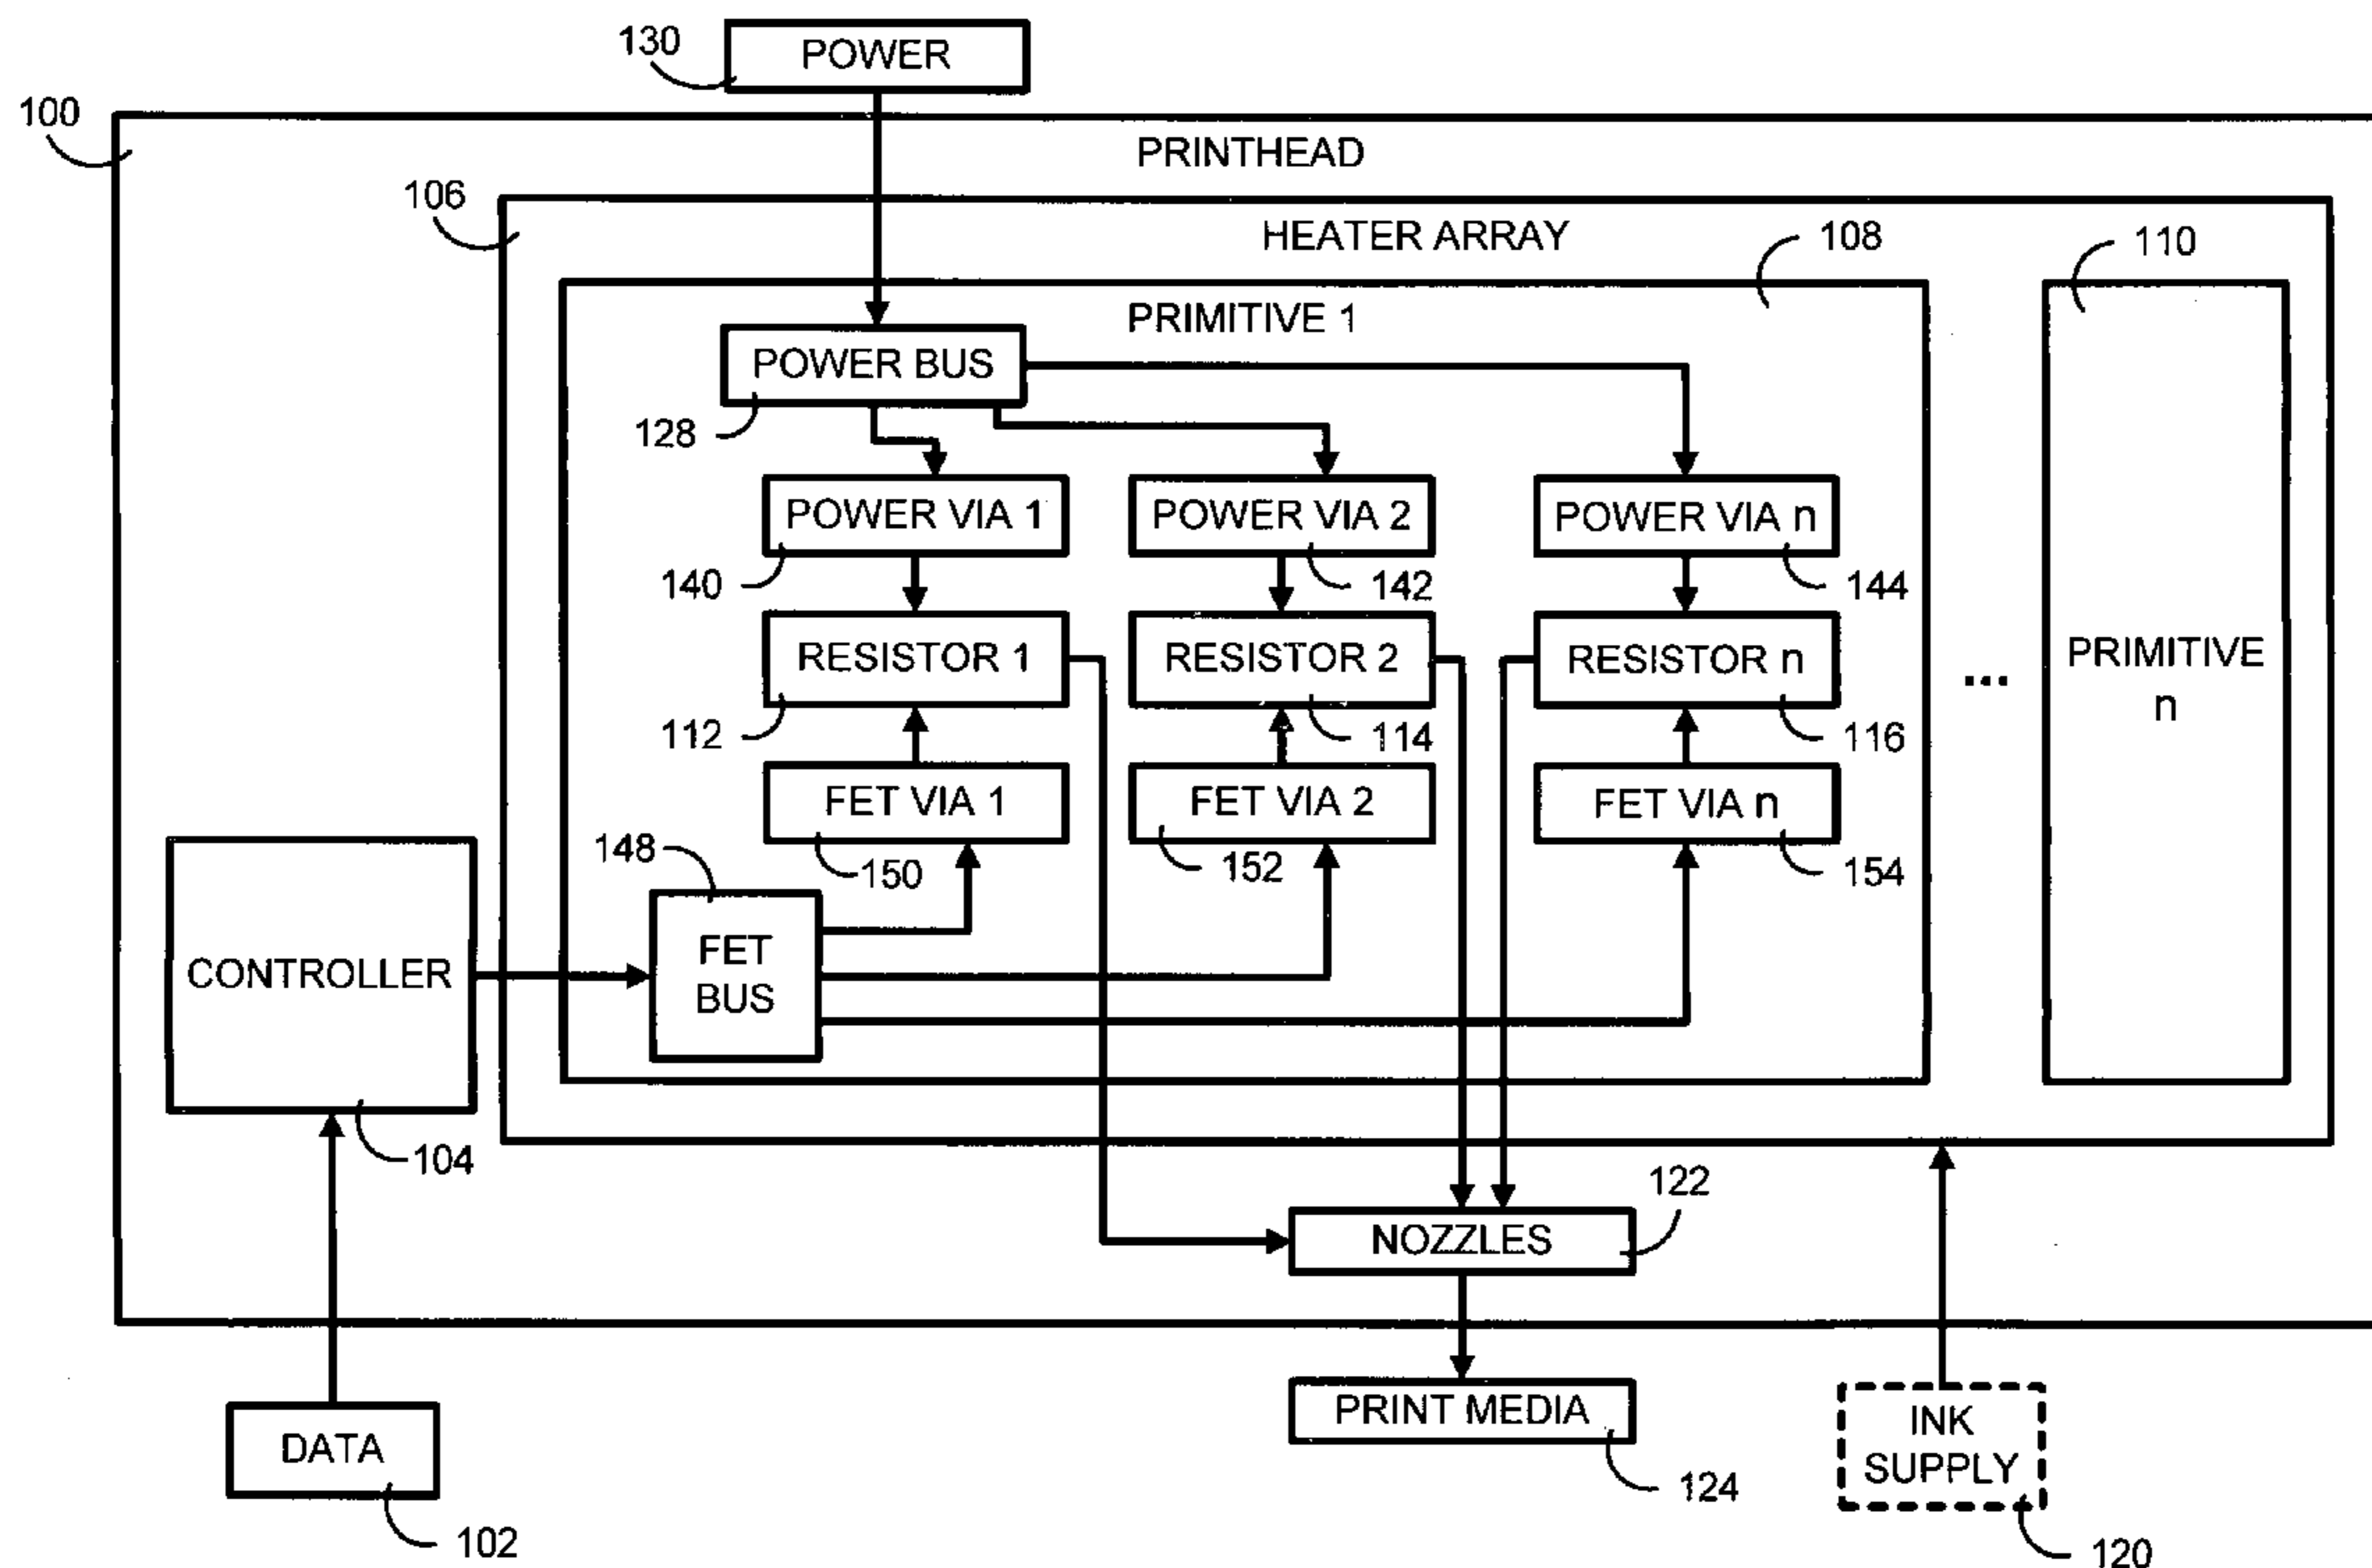 130
POWER
100
PRINTHEAD
106
HEATER ARRAY
108
110
PRIMITIVE 1
POWER BUS
128
POWER VIA 1
POWER VIA 2
POWER VIA n
140
142
144
RESISTOR 1
RESISTOR 2
RESISTOR n
...
PRIMITIVE
n
112
114
116
FET VIA 1
FET VIA 2
FET VIA n
148
150
152
154
FET
BUS
CONTROLLER
104
122
NOZZLES
PRINT MEDIA
124
INK
SUPPLY
120
DATA
102